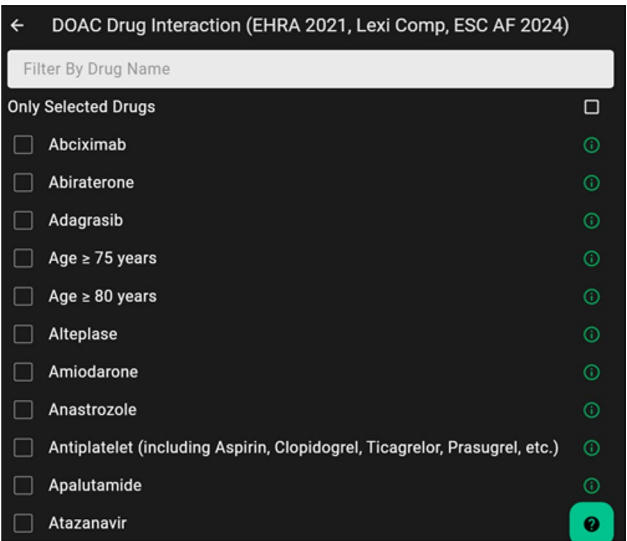 DOAC Drug Interaction (EHRA 2021, Lexi Comp, ESC AF 2024)
Filter By Drug Name
Only Selected Drugs
Abciximab
Abiraterone
Adagrasib
Age ≥ 75 years
Age ≥ 80 years
Alteplase
Amiodarone
Anastrozole
Antiplatelet (including Aspirin, Clopidogrel, Ticagrelor, Prasugrel, etc.)
Apalutamide
Atazanavir